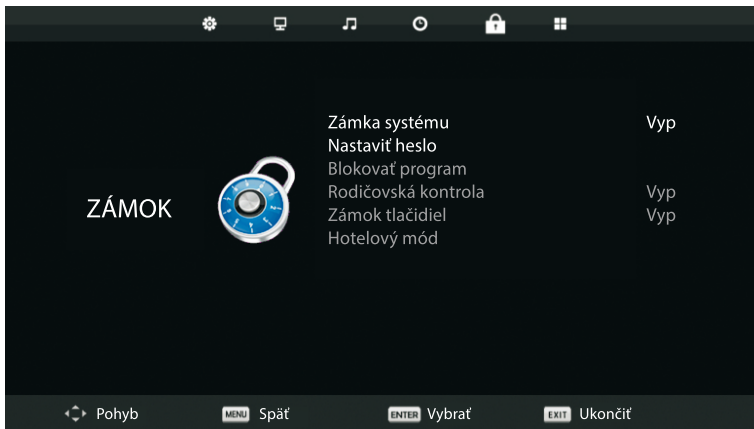 ZÁMOK
Zámka systému Vyp
Nastaviť heslo
Blokovať program
Rodičovská kontrola Vyp
Zámok tlačidiel Vyp
Hotelový mód
Pohyb MENU Späť ENTER Vybrať EXIT Ukončiť